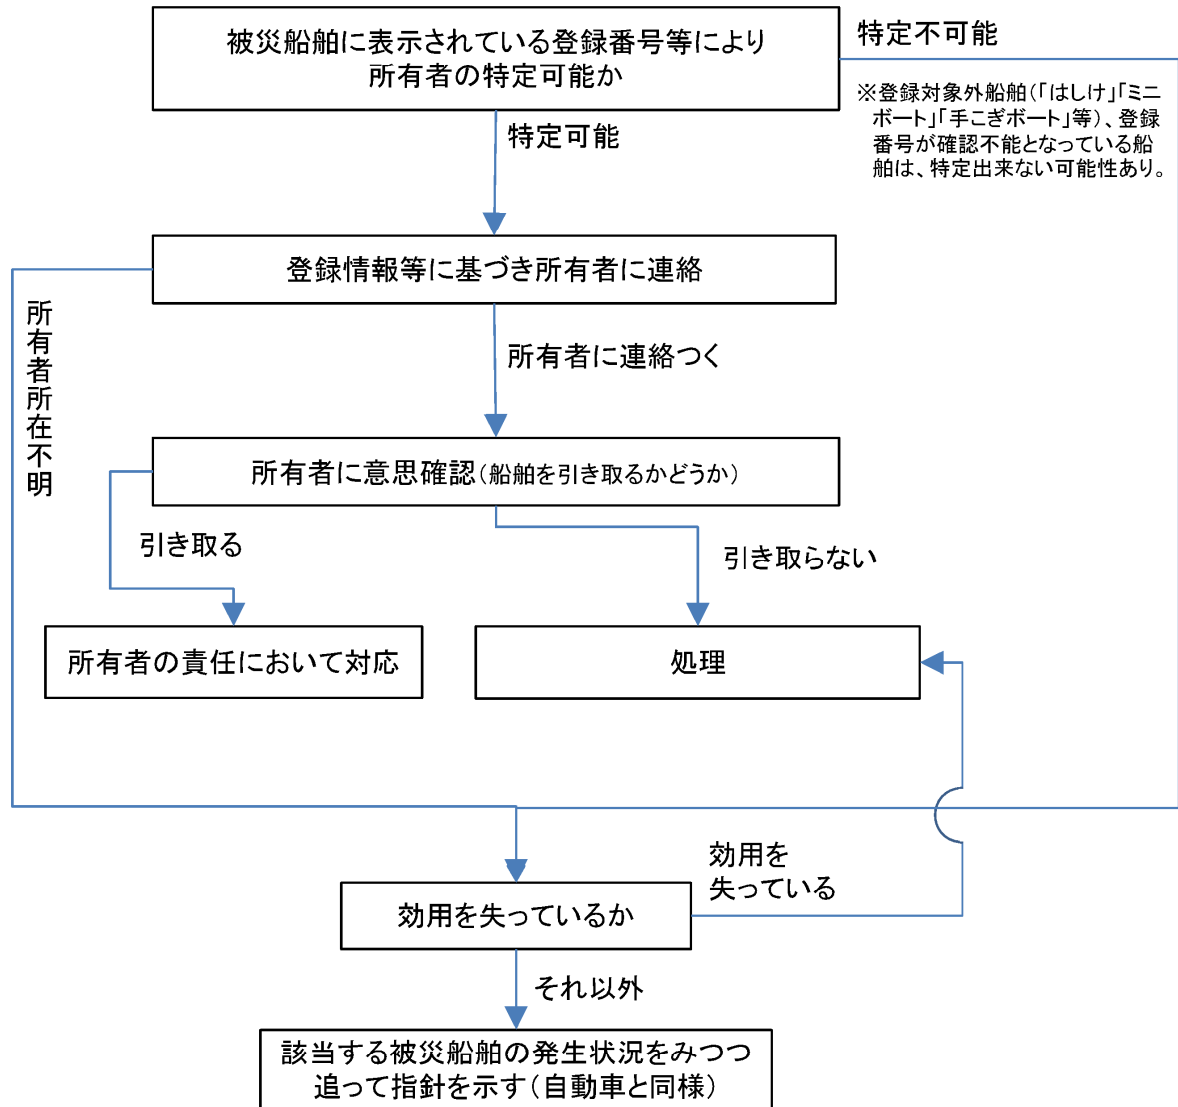 被災船舶に表示されている登録番号等により
所有者の特定可能か
特定不可能
※登録対象外船舶(「はしけ」「ミニ
ボート」「手こぎボート」等)、登録
番号が確認不能となっている船
舶は、特定出来ない可能性あり。
特定可能
登録情報等に基づき所有者に連絡
所有者所在不明
所有者に連絡つく
所有者に意思確認(船舶を引き取るかどうか)
引き取る
引き取らない
所有者の責任において対応
処理
効用を
失っている
効用を失っているか
それ以外
該当する被災船舶の発生状況をみつつ
追って指針を示す(自動車と同様)